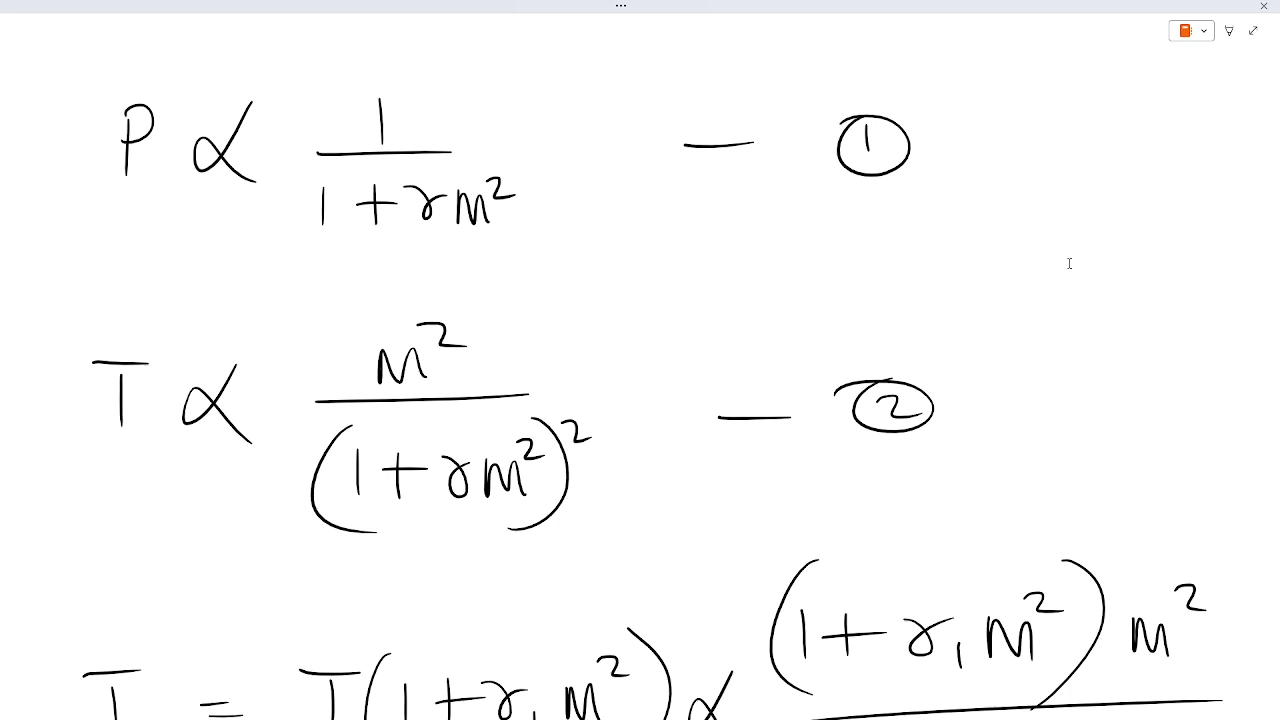 P ∝ 1/(1+γM²) — ①
T ∝ M²/(1+γM²)² — ②
T = T(1+γ₁M²) ∝ (1+γ₁M²)M²